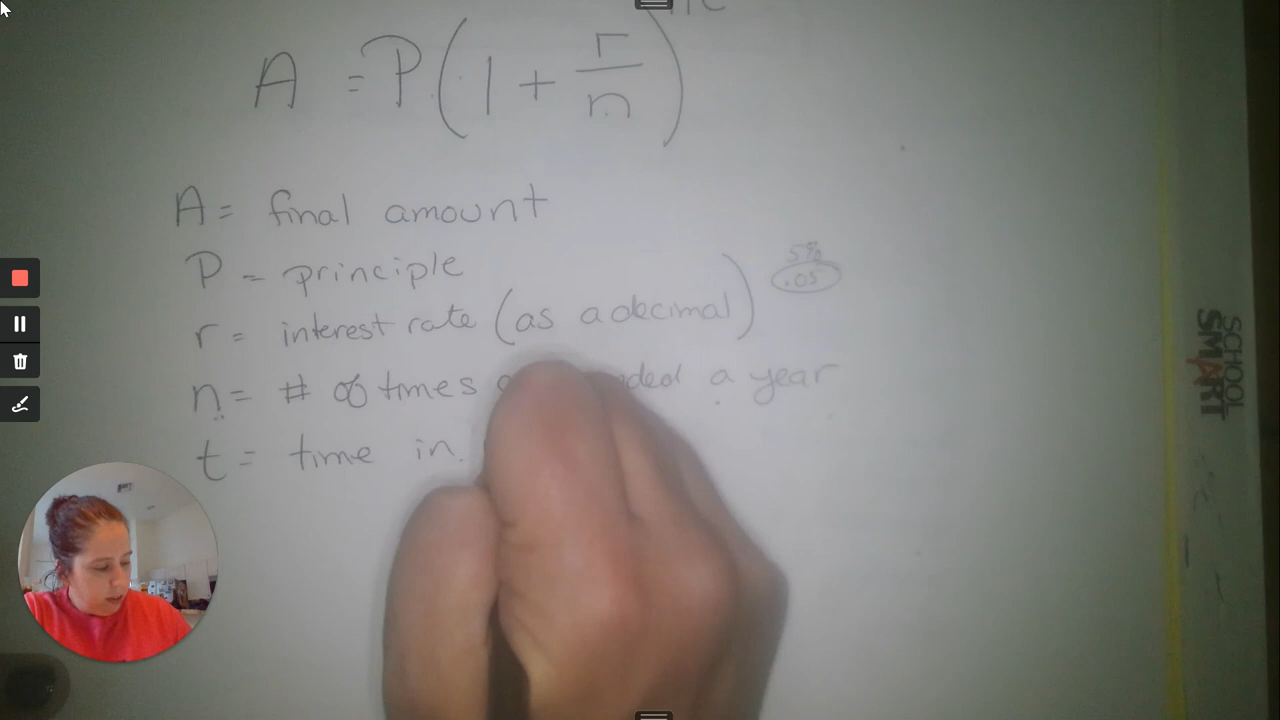 A = P(1 + r/n)
A = final amount
P = principle
5%
.05
r = interest rate (as a decimal)
n = # of times a year
t = time in
SCHOOL
SMART